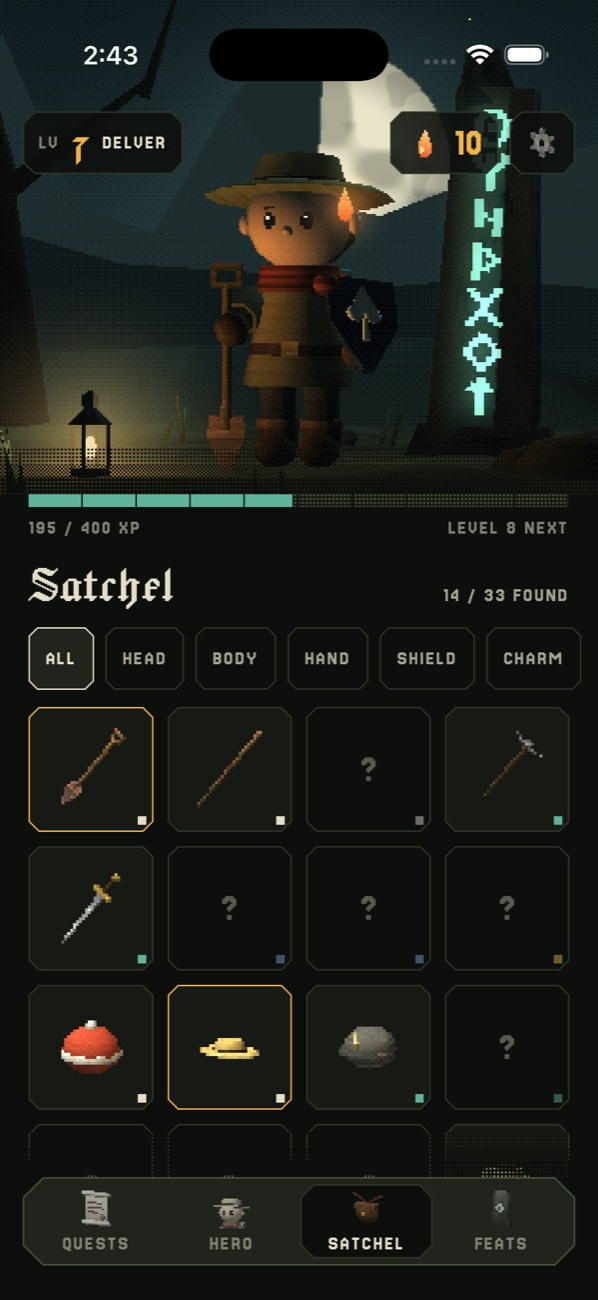 2:43
LV 7 DELVER
10
195 / 400 XP
LEVEL 8 NEXT
Satchel
14 / 33 FOUND
ALL
HEAD
BODY
HAND
SHIELD
CHARM
?
?
?
?
?
QUESTS
HERO
SATCHEL
FEATS